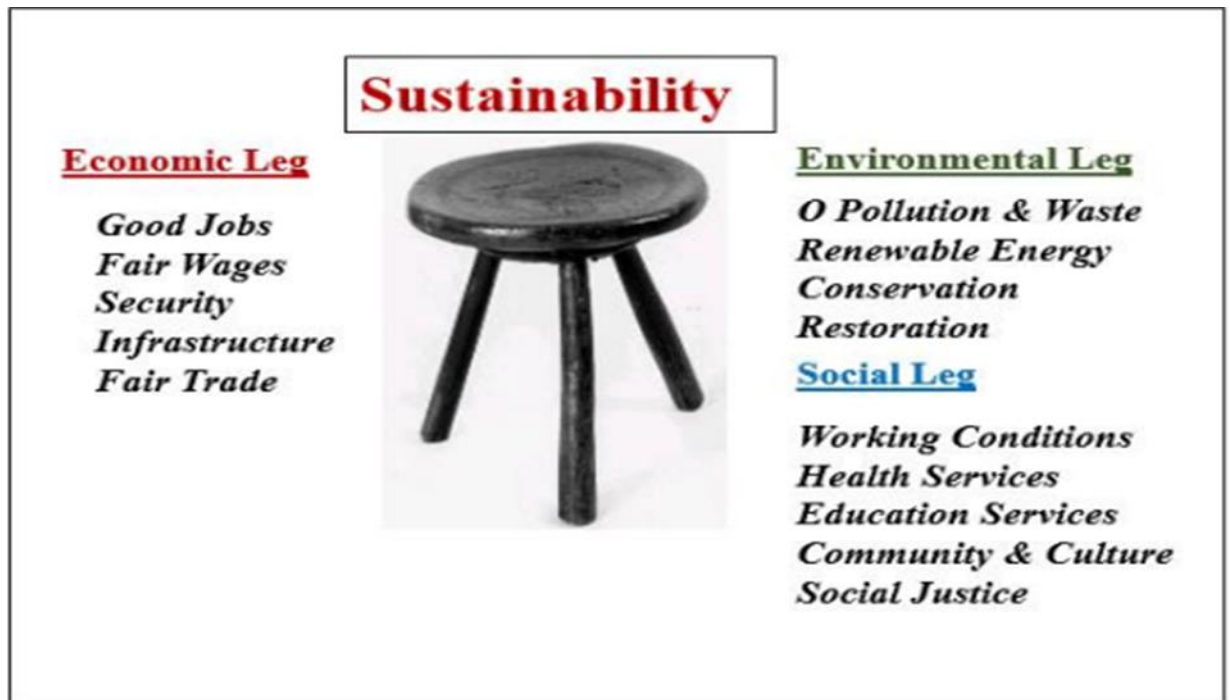 Sustainability
Economic Leg
Good Jobs
Fair Wages
Security
Infrastructure
Fair Trade
Environmental Leg
O Pollution & Waste
Renewable Energy
Conservation
Restoration
Social Leg
Working Conditions
Health Services
Education Services
Community & Culture
Social Justice